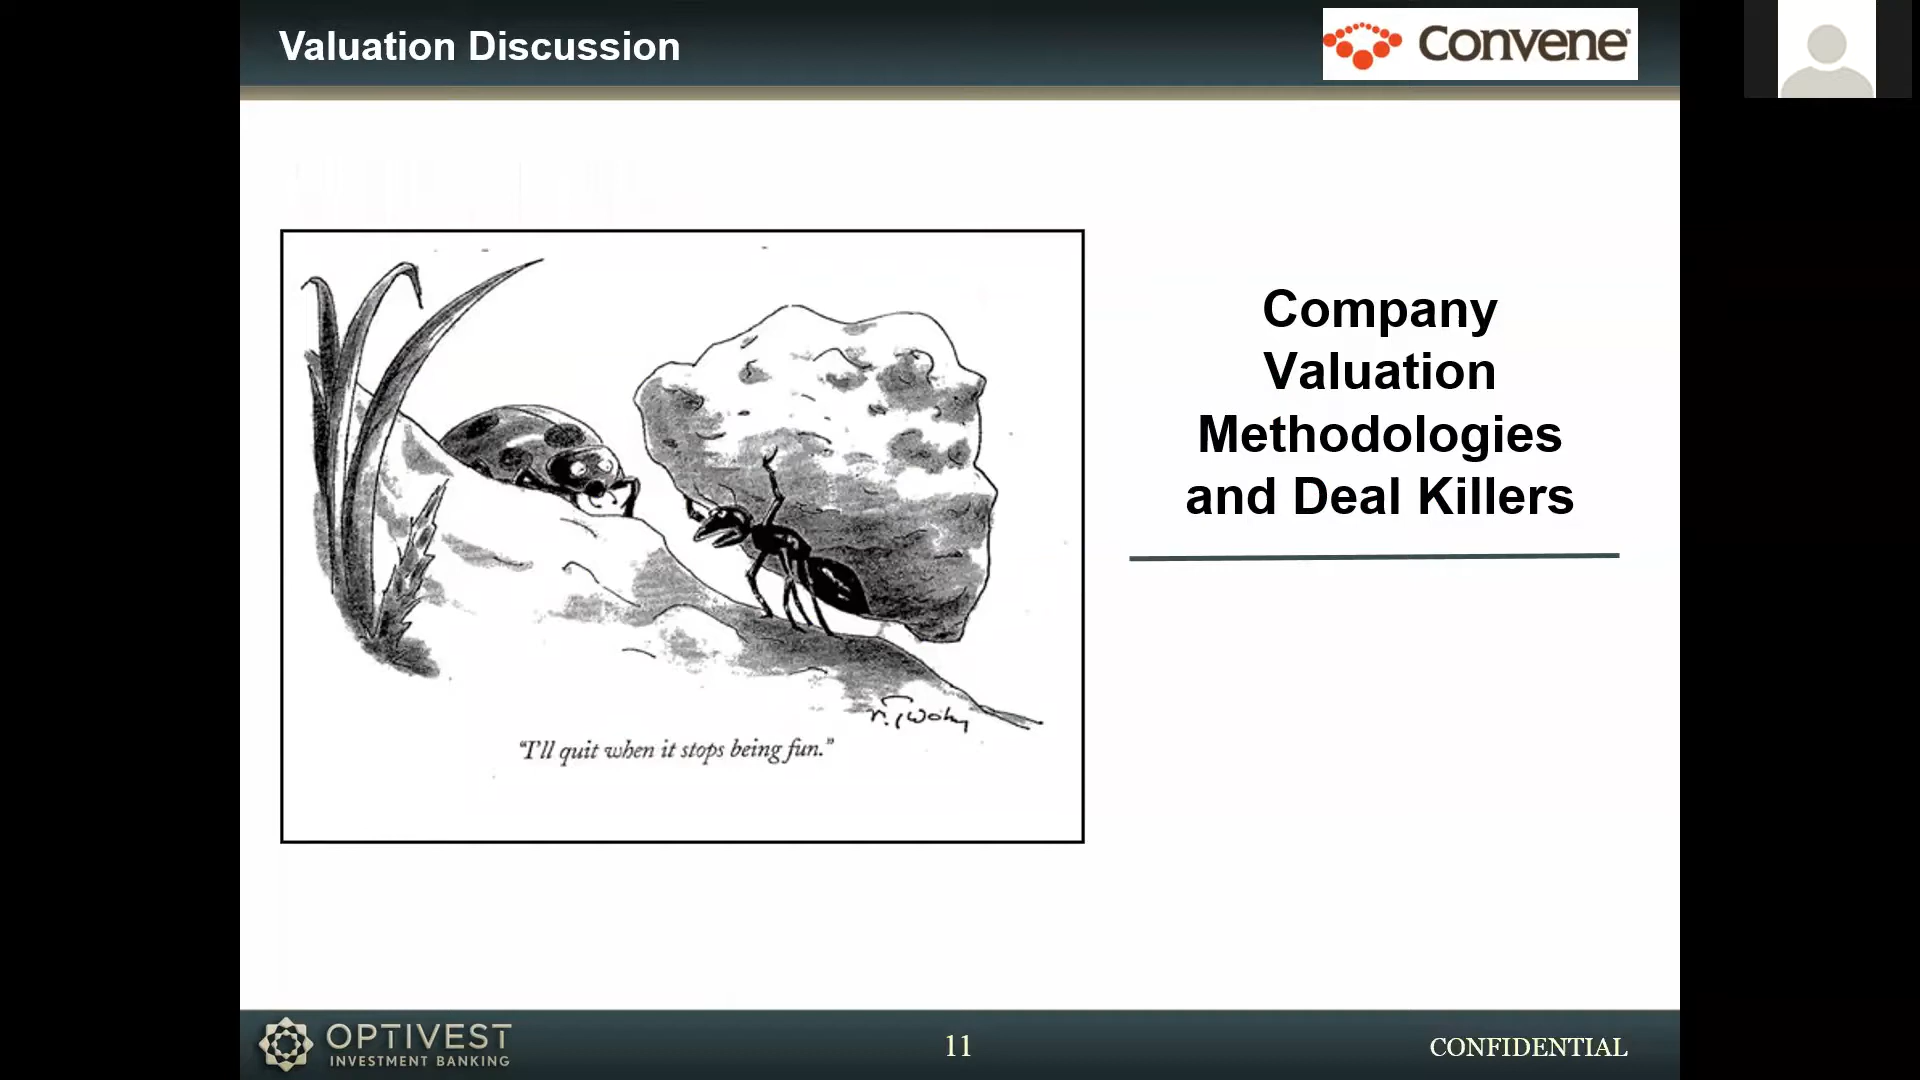 Valuation Discussion
Convene
Company
Valuation
Methodologies
and Deal Killers
"I'll quit when it stops being fun."
OPTIVEST
INVESTMENT BANKING
11
CONFIDENTIAL